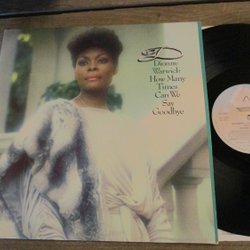 Dionne
Warwick
How Many
Times
Can We
Say
Goodbye